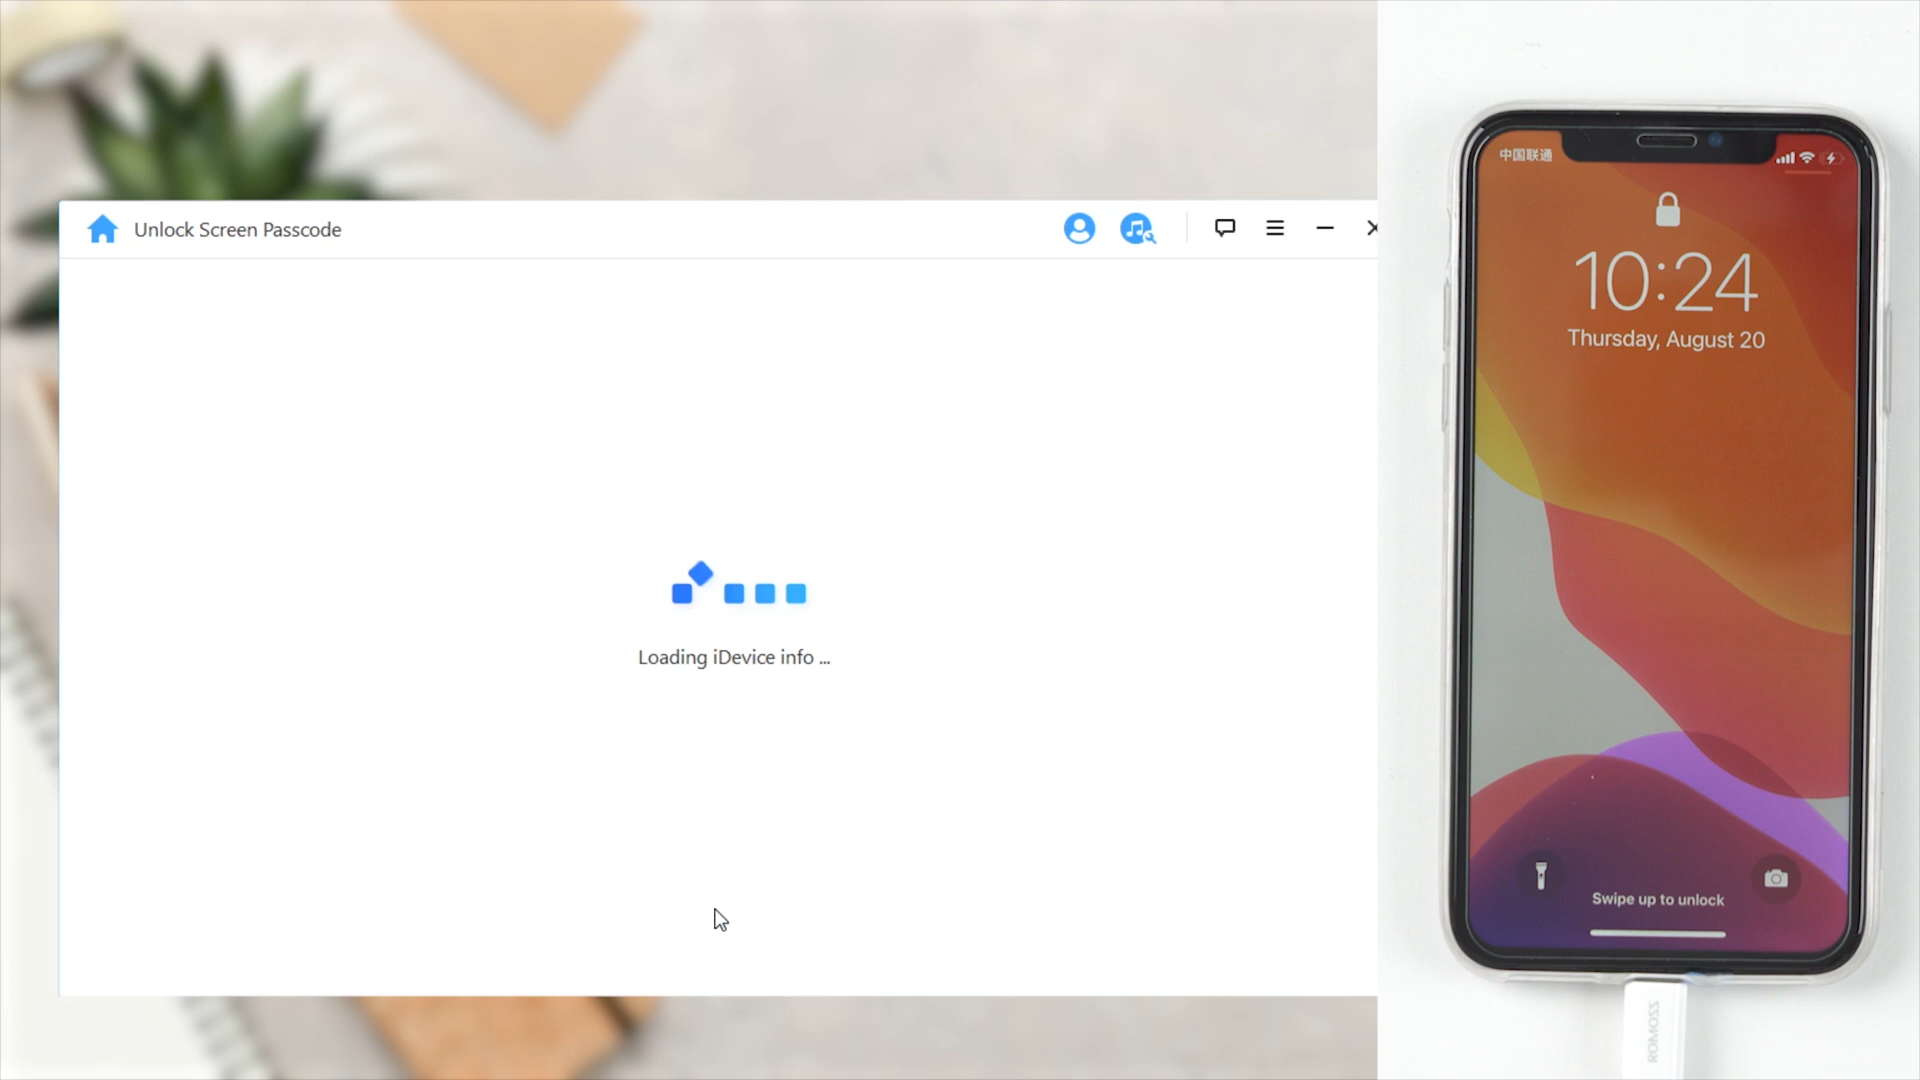 Unlock Screen Passcode
Loading iDevice info ...
中国联通
10:24
Thursday, August 20
Swipe up to unlock
ROMOSS